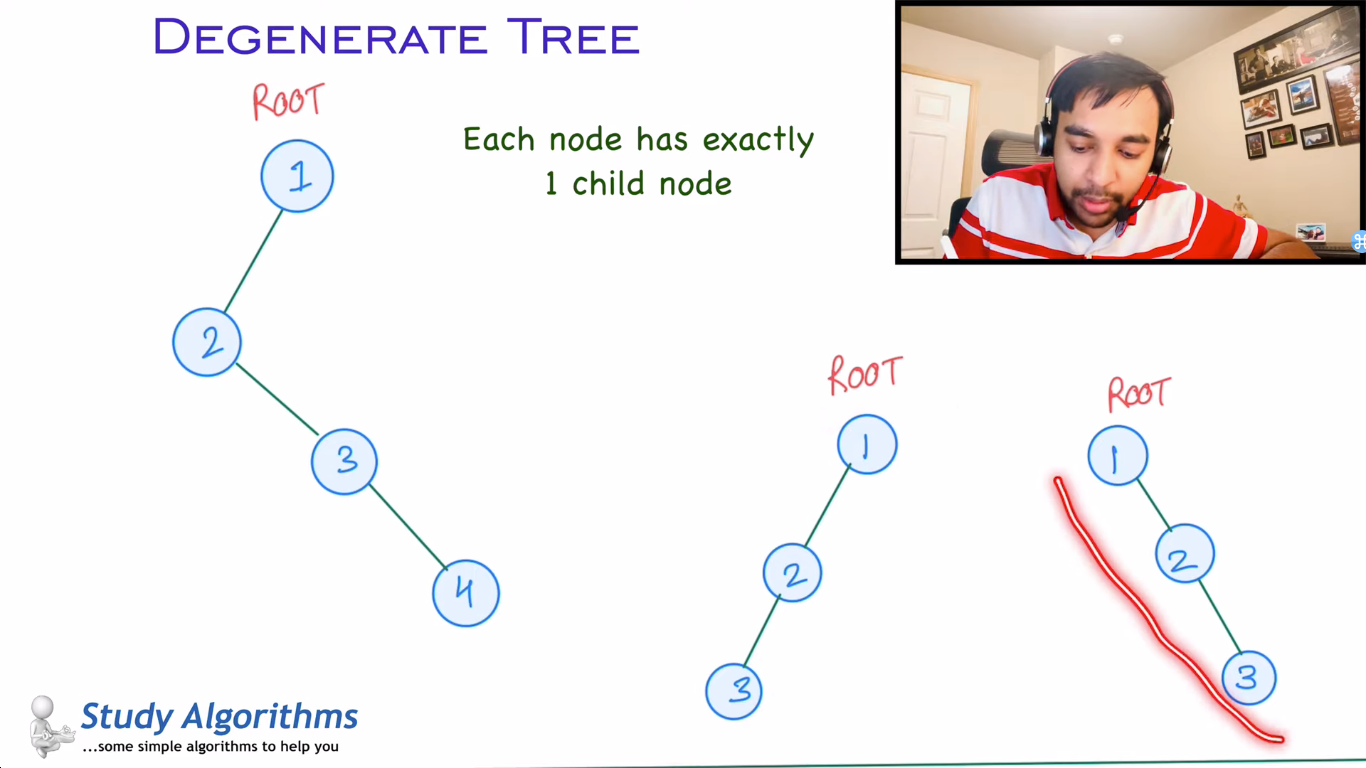 DEGENERATE TREE
ROOT
Each node has exactly
1 child node
1
2
3
4
ROOT
1
2
3
ROOT
1
2
3
Study Algorithms
...some simple algorithms to help you
⌘